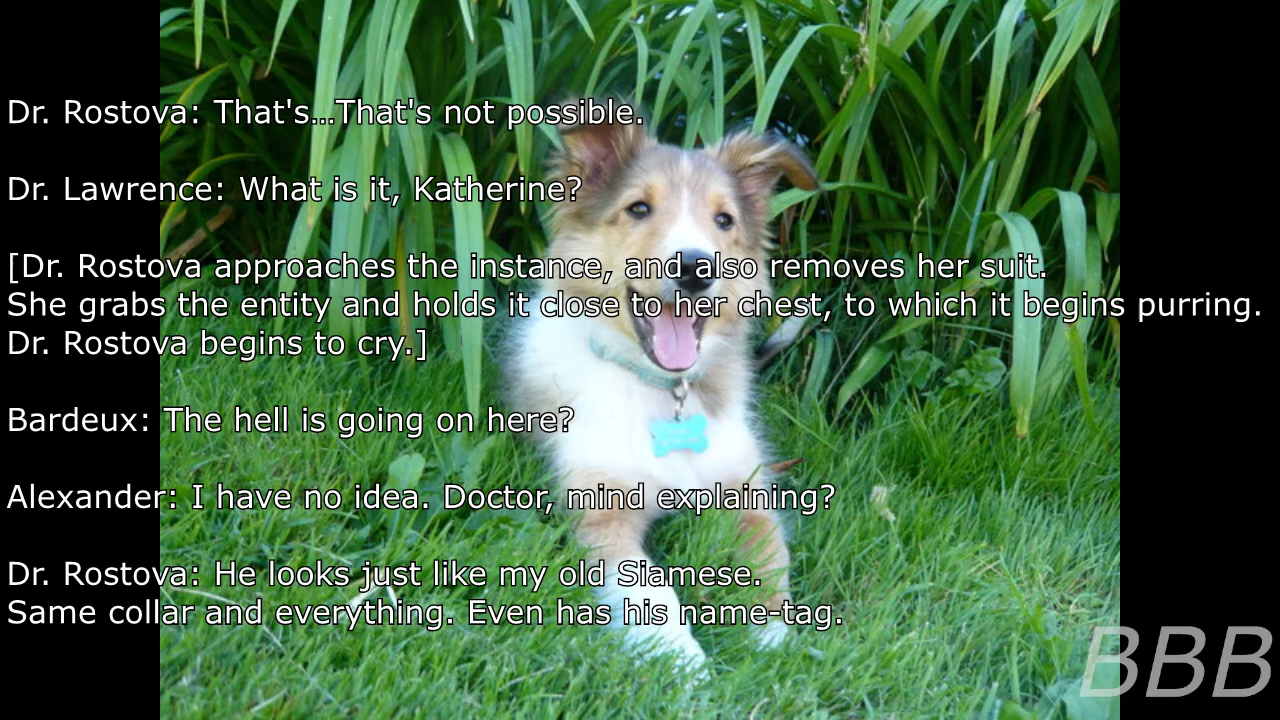 Dr. Rostova: That's...That's not possible.
Dr. Lawrence: What is it, Katherine?
[Dr. Rostova approaches the instance, and also removes her suit.
She grabs the entity and holds it close to her chest, to which it begins purring.
Dr. Rostova begins to cry.]
Bardeux: The hell is going on here?
Alexander: I have no idea. Doctor, mind explaining?
Dr. Rostova: He looks just like my old Siamese.
Same collar and everything. Even has his name-tag.
BBB